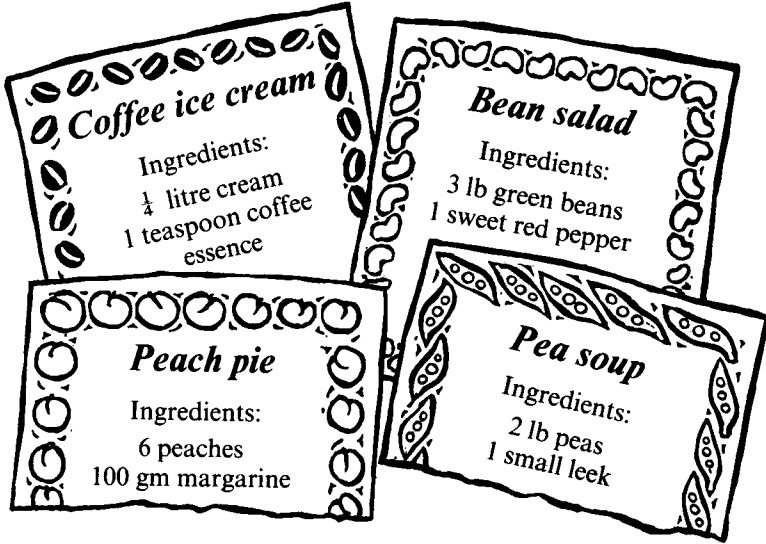 Coffee ice cream
Ingredients:
¼ litre cream
1 teaspoon coffee
essence
Bean salad
Ingredients:
3 lb green beans
1 sweet red pepper
Peach pie
Ingredients:
6 peaches
100 gm margarine
Pea soup
Ingredients:
2 lb peas
1 small leek